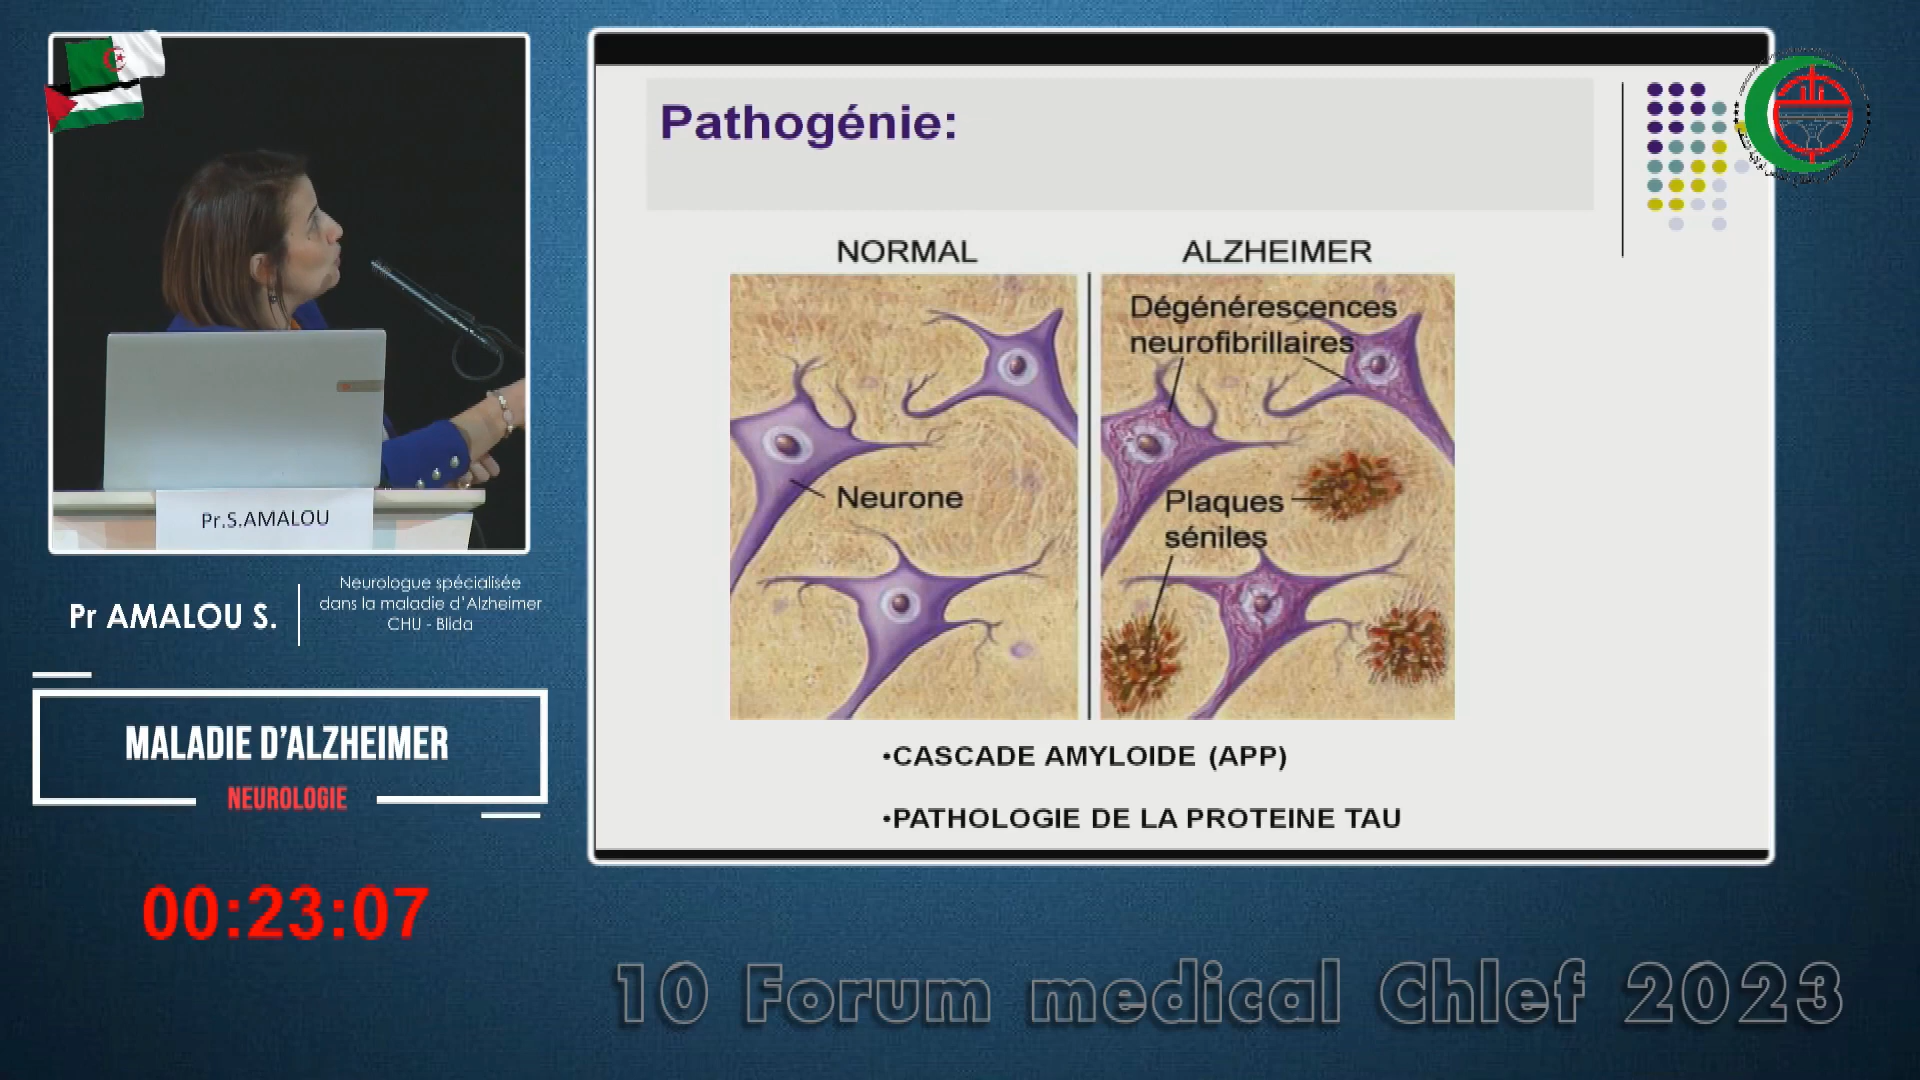 Pr.S.AMALOU
Pr AMALOU S.
Neurologue spécialisée
dans la maladie d'Alzheimer
CHU - Blida
MALADIE D'ALZHEIMER
NEUROLOGIE
00:23:07
Pathogénie:
NORMAL
ALZHEIMER
Neurone
Dégénérescences
neurofibrillaires
Plaques
séniles
•CASCADE AMYLOIDE (APP)
•PATHOLOGIE DE LA PROTEINE TAU
10 Forum medical Chlef 2023